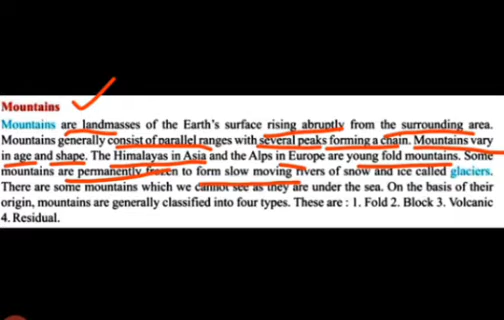 Mountains
Mountains are landmasses of the Earth's surface rising abruptly from the surrounding area.
Mountains generally consist of parallel ranges with several peaks forming a chain. Mountains vary
in age and shape. The Himalayas in Asia and the Alps in Europe are young fold mountains. Some
mountains are permanently frozen to form slow moving rivers of snow and ice called glaciers.
There are some mountains which we cannot see as they are under the sea. On the basis of their
origin, mountains are generally classified into four types. These are : 1. Fold 2. Block 3. Volcanic
4. Residual.